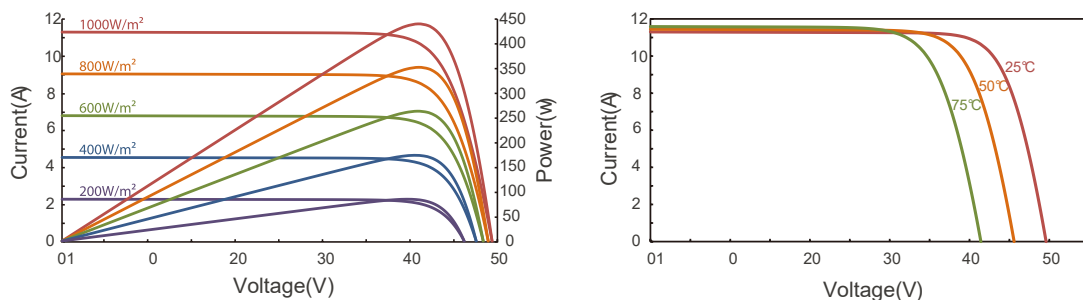 12
10
8
6
4
2
0
Current(A)
1000W/m²
800W/m²
600W/m²
400W/m²
200W/m²
450
400
350
300
250
200
150
100
50
0
Power(w)
01 0 20 30 40 50
Voltage(V)
12
10
8
6
4
2
0
Current(A)
25℃
50℃
75℃
01 0 20 30 40 50
Voltage(V)